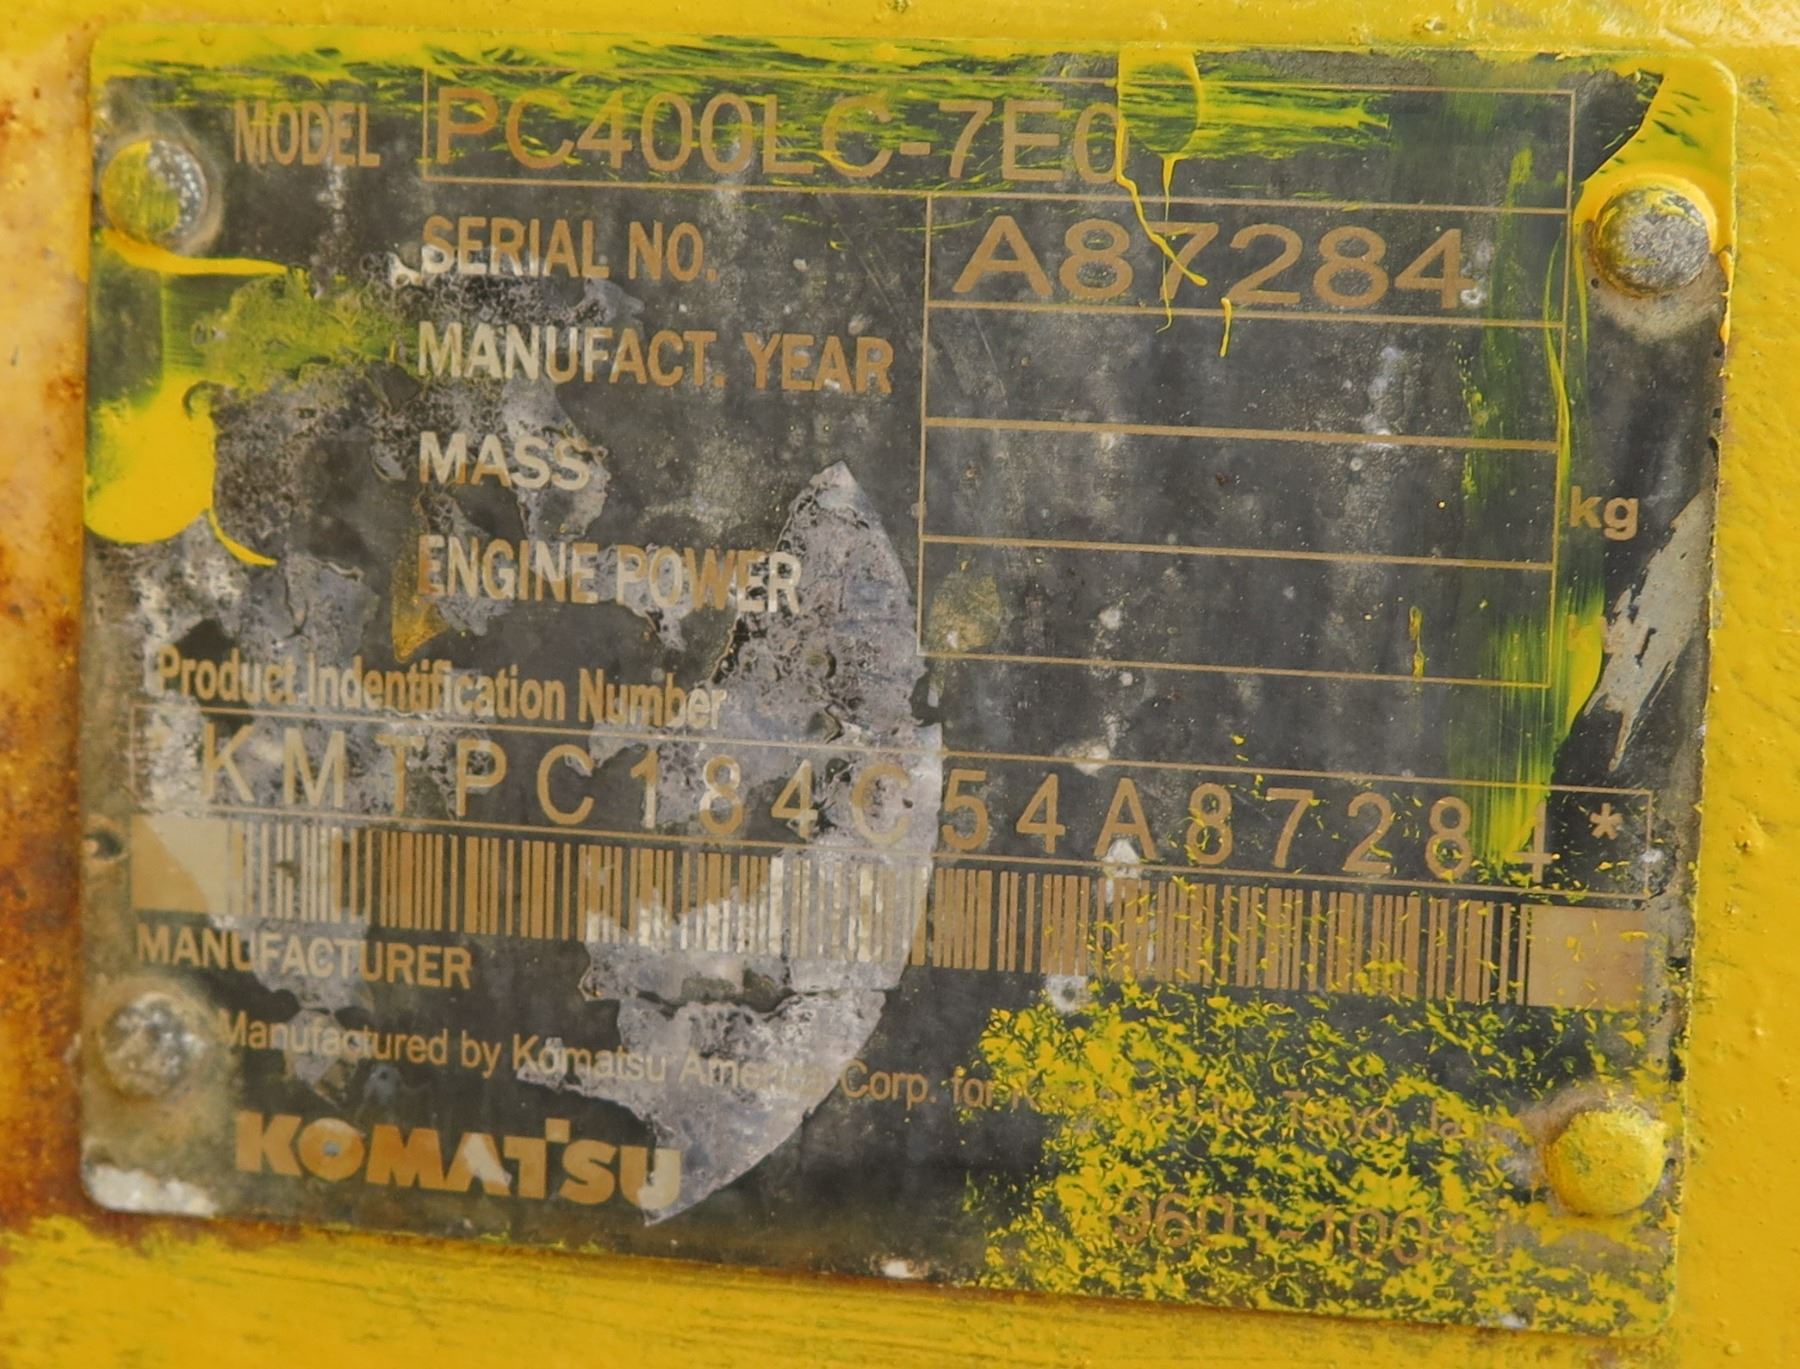 MODEL PC400LC-7E0
SERIAL NO. A87284
MANUFACT. YEAR
MASS kg
ENGINE POWER
Product Indentification Number
*KMTPC184C54A87284*
MANUFACTURER
Manufactured by Komatsu America Corp. for Tokyo
KOMATSU